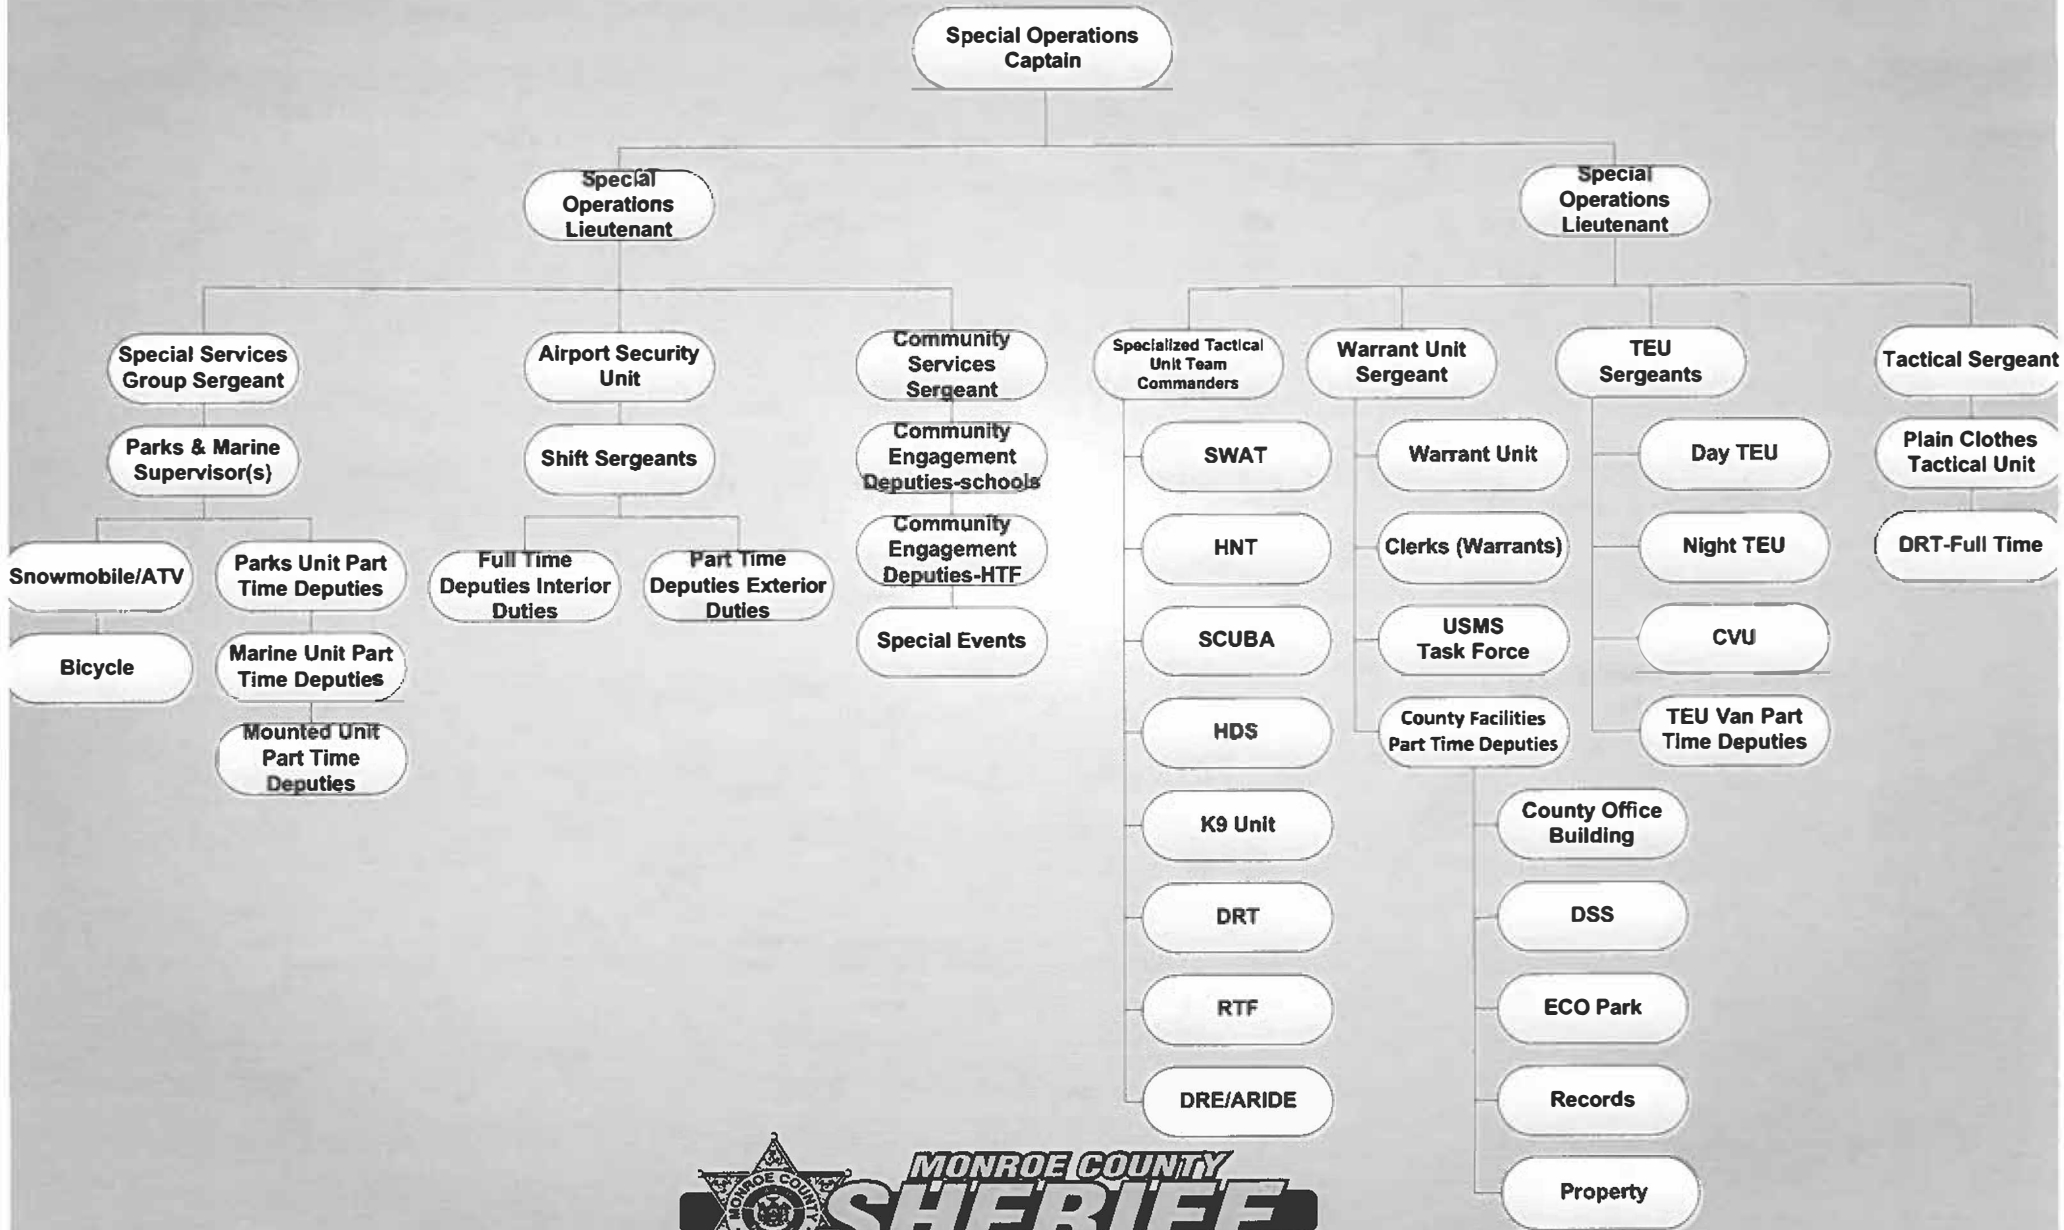 Special Operations
Captain
Special
Operations
Lieutenant
Special
Operations
Lieutenant
Special Services
Group Sergeant
Airport Security
Unit
Community
Services
Sergeant
Specialized Tactical
Unit Team
Commanders
Warrant Unit
Sergeant
TEU
Sergeants
Tactical Sergeant
Parks & Marine
Supervisor(s)
Shift Sergeants
Community
Engagement
Deputies-schools
SWAT
Warrant Unit
Day TEU
Plain Clothes
Tactical Unit
Snowmobile/ATV
Parks Unit Part
Time Deputies
Full Time
Deputies Interior
Duties
Part Time
Deputies Exterior
Duties
Community
Engagement
Deputies-HTF
HNT
Clerks (Warrants)
Night TEU
DRT-Full Time
Bicycle
Marine Unit Part
Time Deputies
Special Events
SCUBA
USMS
Task Force
CVU
Mounted Unit
Part Time
Deputies
HDS
County Facilities
Part Time Deputies
TEU Van Part
Time Deputies
K9 Unit
County Office
Building
DRT
DSS
RTF
ECO Park
DRE/ARIDE
Records
Property
MONROE COUNTY
MONROE COUNTY
SHERIFF